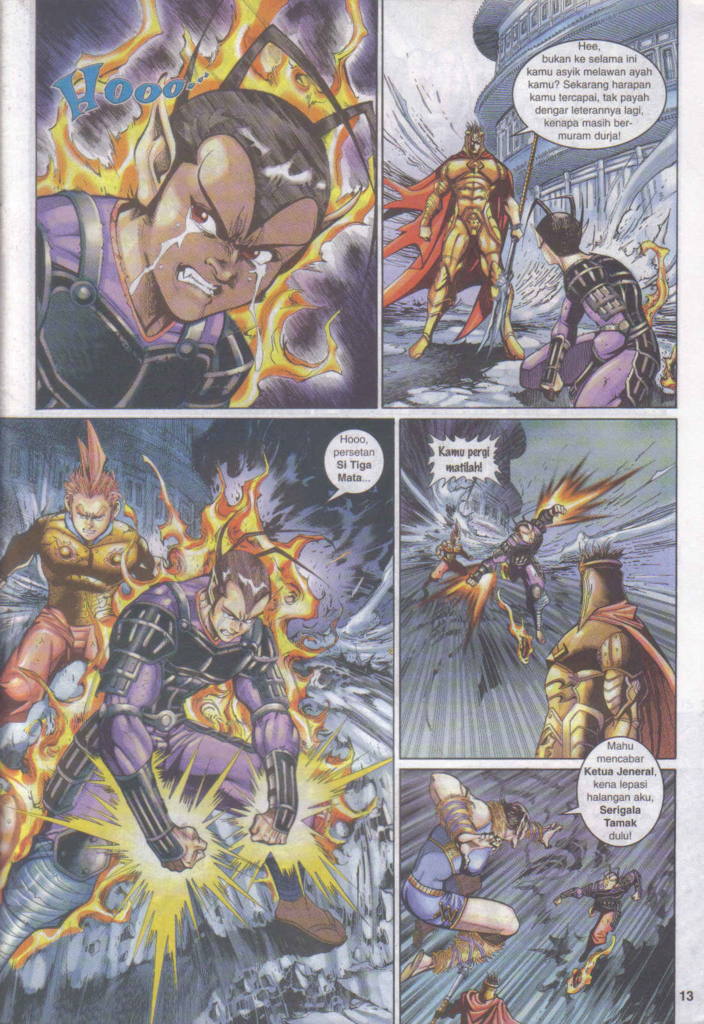 Hooo...
Hee,
bukan ke selama ini
kamu asyik melawan ayah
kamu? Sekarang harapan
kamu tercapai, tak payah
dengar leterannya lagi,
kenapa masih ber-
muram durja!
Hooo,
persetan
Si Tiga
Mata...
Kamu pergi
matilah!
Mahu
mencabar
Ketua Jeneral,
kena lepasi
halangan aku,
Serigala
Tamak
dulu!
13